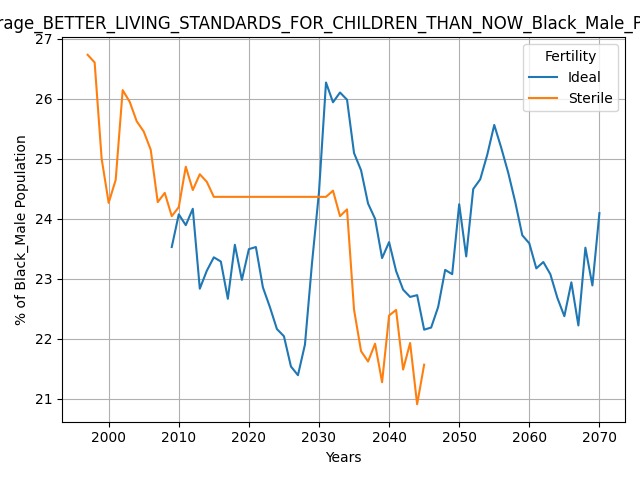 rage_BETTER_LIVING_STANDARDS_FOR_CHILDREN_THAN_NOW_Black_Male_P
27
26
25
24
23
22
21
% of Black_Male Population
Fertility
Ideal
Sterile
2000 2010 2020 2030 2040 2050 2060 2070
Years